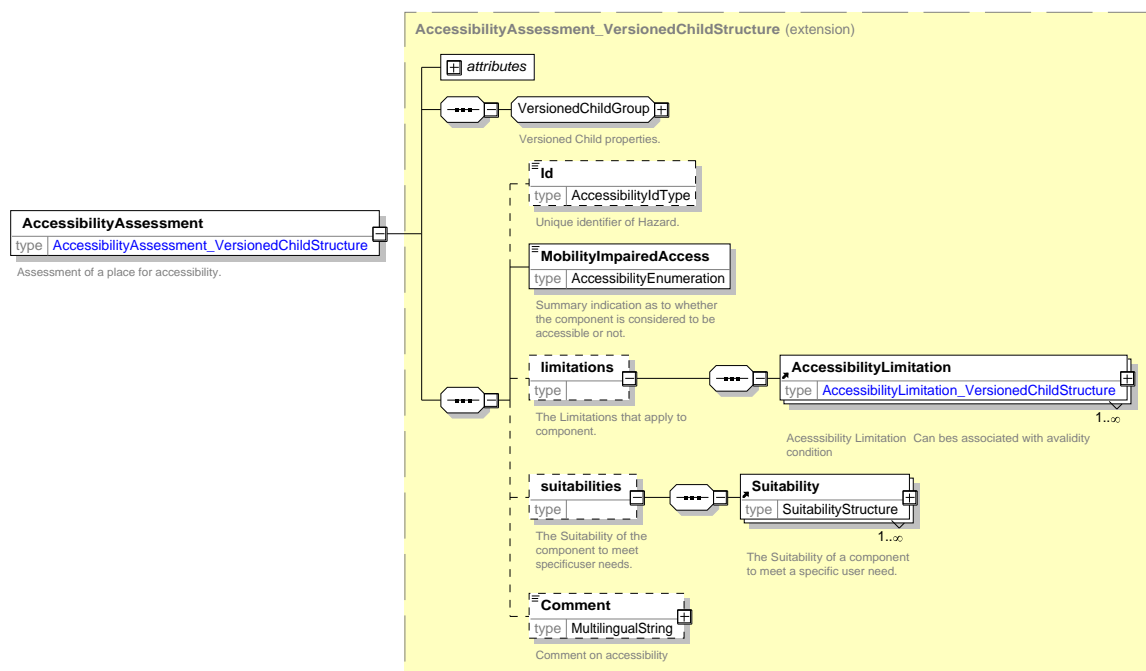 AccessibilityAssessment_VersionedChildStructure (extension)
attributes
VersionedChildGroup
Versioned Child properties.
Id
type AccessibilityIdType
Unique identifier of Hazard.
AccessibilityAssessment
type AccessibilityAssessment_VersionedChildStructure
Assessment of a place for accessibility.
MobilityImpairedAccess
type AccessibilityEnumeration
Summary indication as to whether
the component is considered to be
accessible or not.
limitations
type
The Limitations that apply to
component.
AccessibilityLimitation
type AccessibilityLimitation_VersionedChildStructure
1..∞
Acesssibility Limitation Can bes associated with avalidity
condition
suitabilities
type
The Suitability of the
component to meet
specificuser needs.
Suitability
type SuitabilityStructure
1..∞
The Suitability of a component
to meet a specific user need.
Comment
type MultilingualString
Comment on accessibility